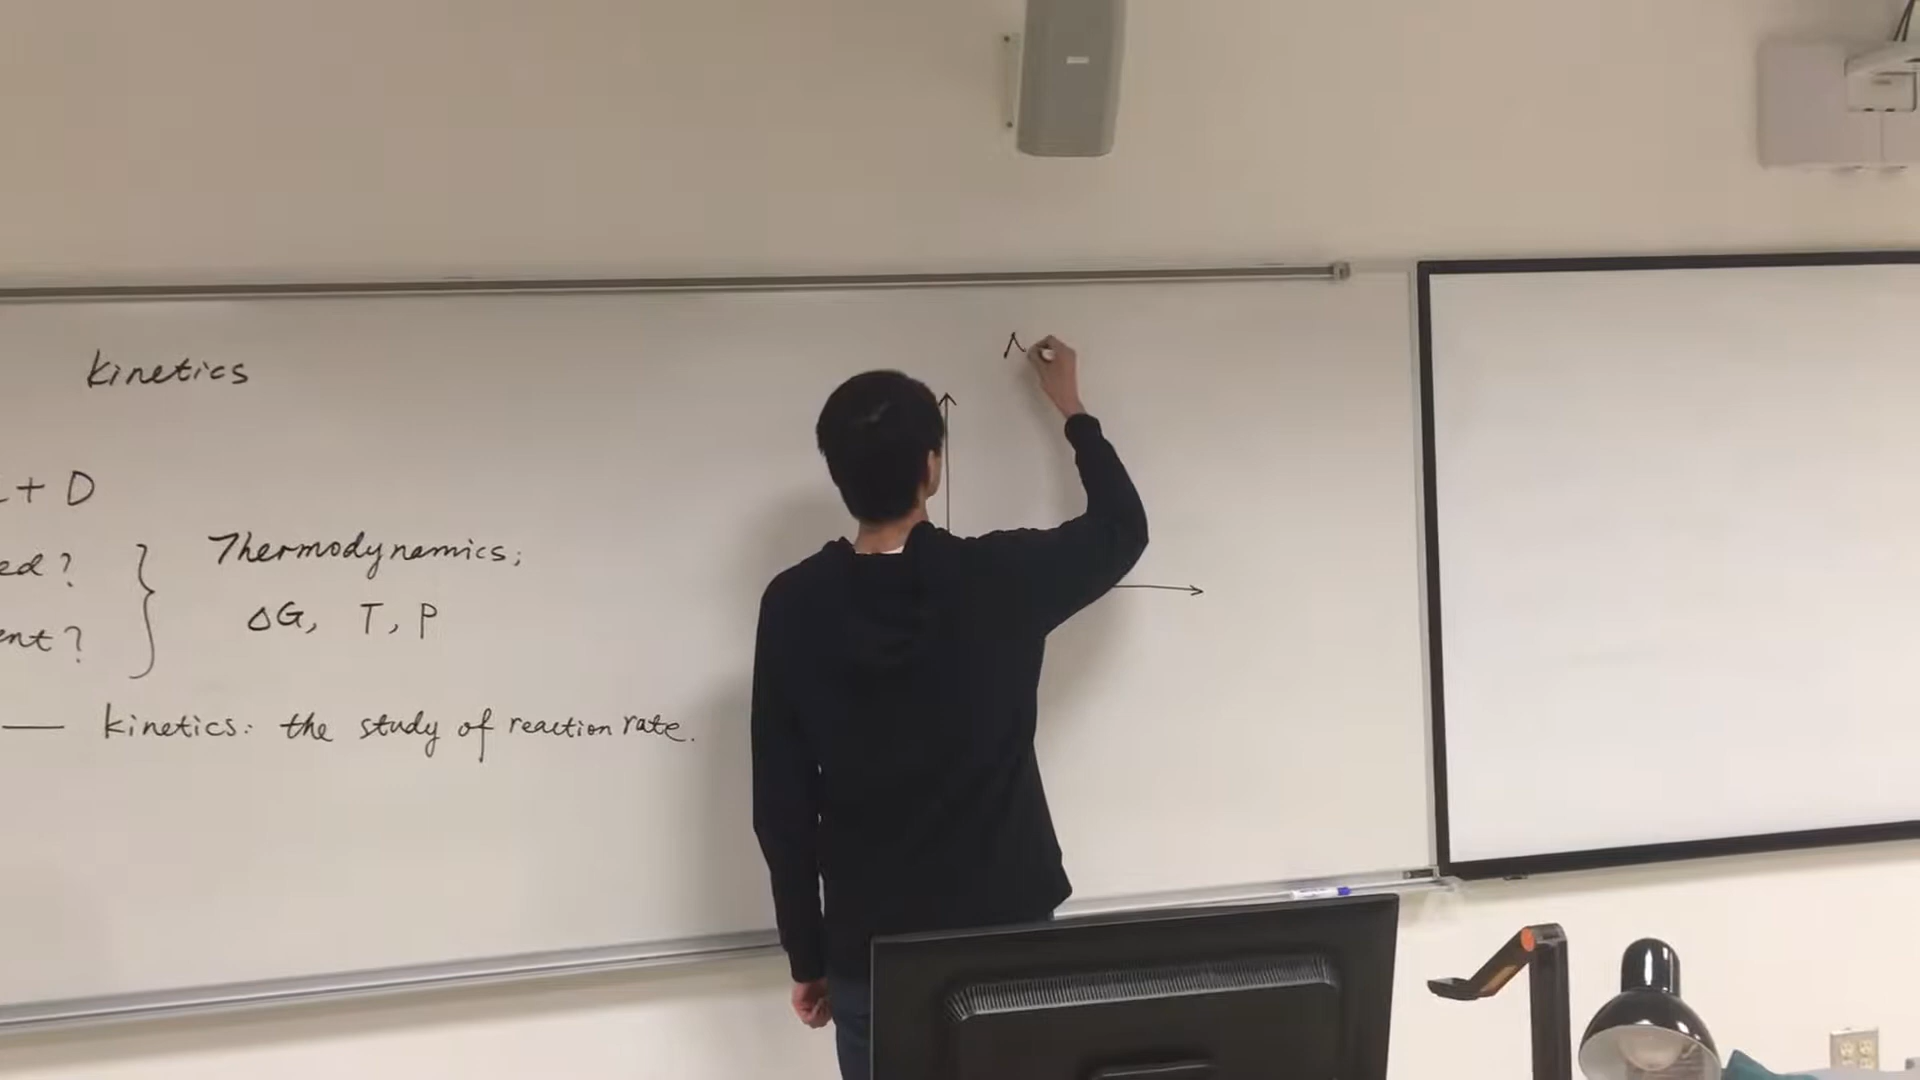 kinetics
+ D
ed?
ent?
Thermodynamics;
ΔG, T, P
— kinetics: the study of reaction rate.